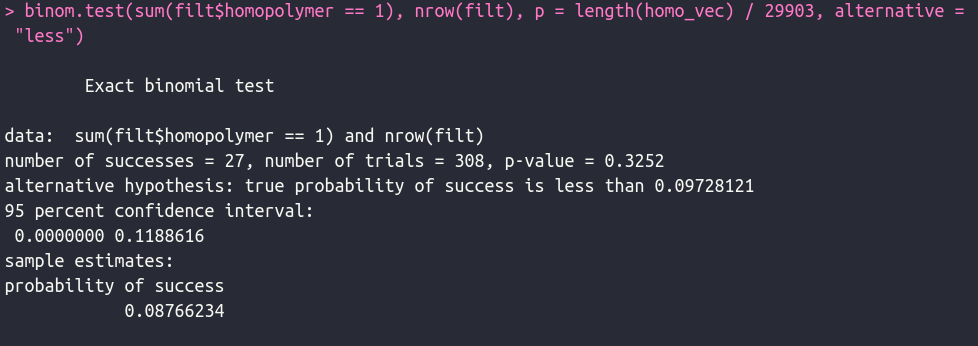 > binom.test(sum(filt$homopolymer == 1), nrow(filt), p = length(homo_vec) / 29903, alternative =
 "less")

        Exact binomial test

data:  sum(filt$homopolymer == 1) and nrow(filt)
number of successes = 27, number of trials = 308, p-value = 0.3252
alternative hypothesis: true probability of success is less than 0.09728121
95 percent confidence interval:
 0.0000000 0.1188616
sample estimates:
probability of success
            0.08766234